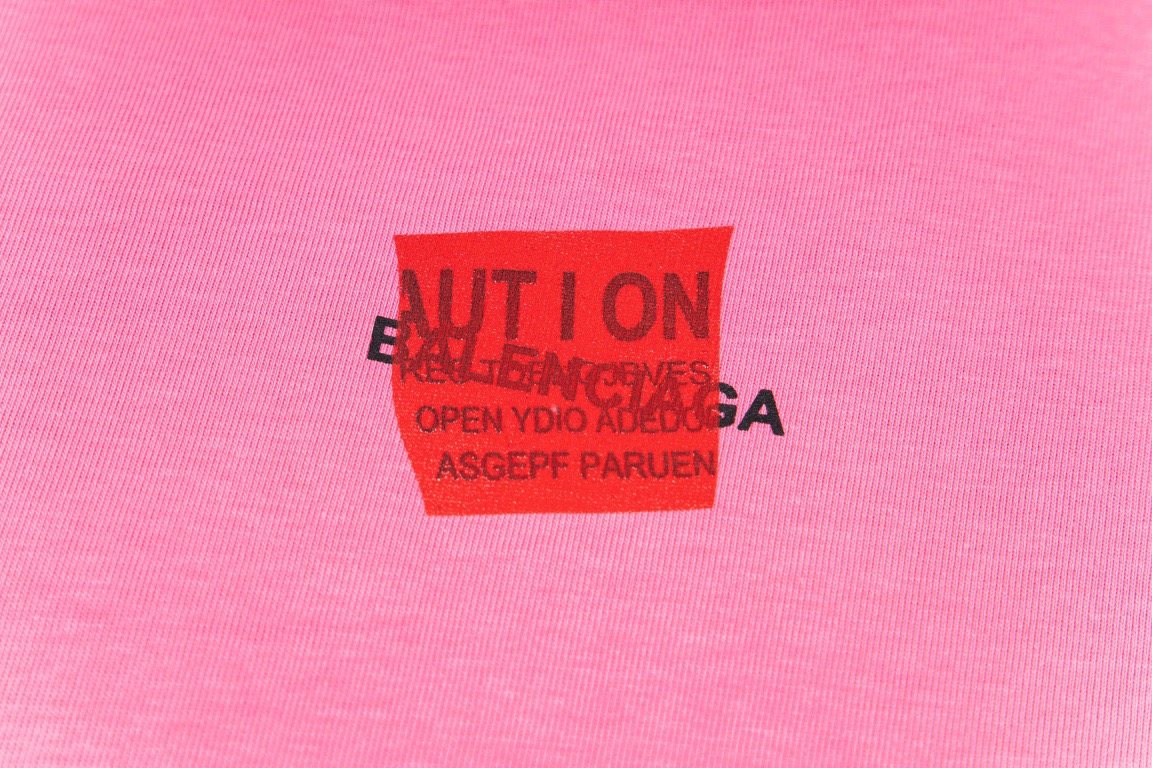 AUTION
BALENCIAGA
OPEN YDIO ADEDUG
ASGEPF PARUEN